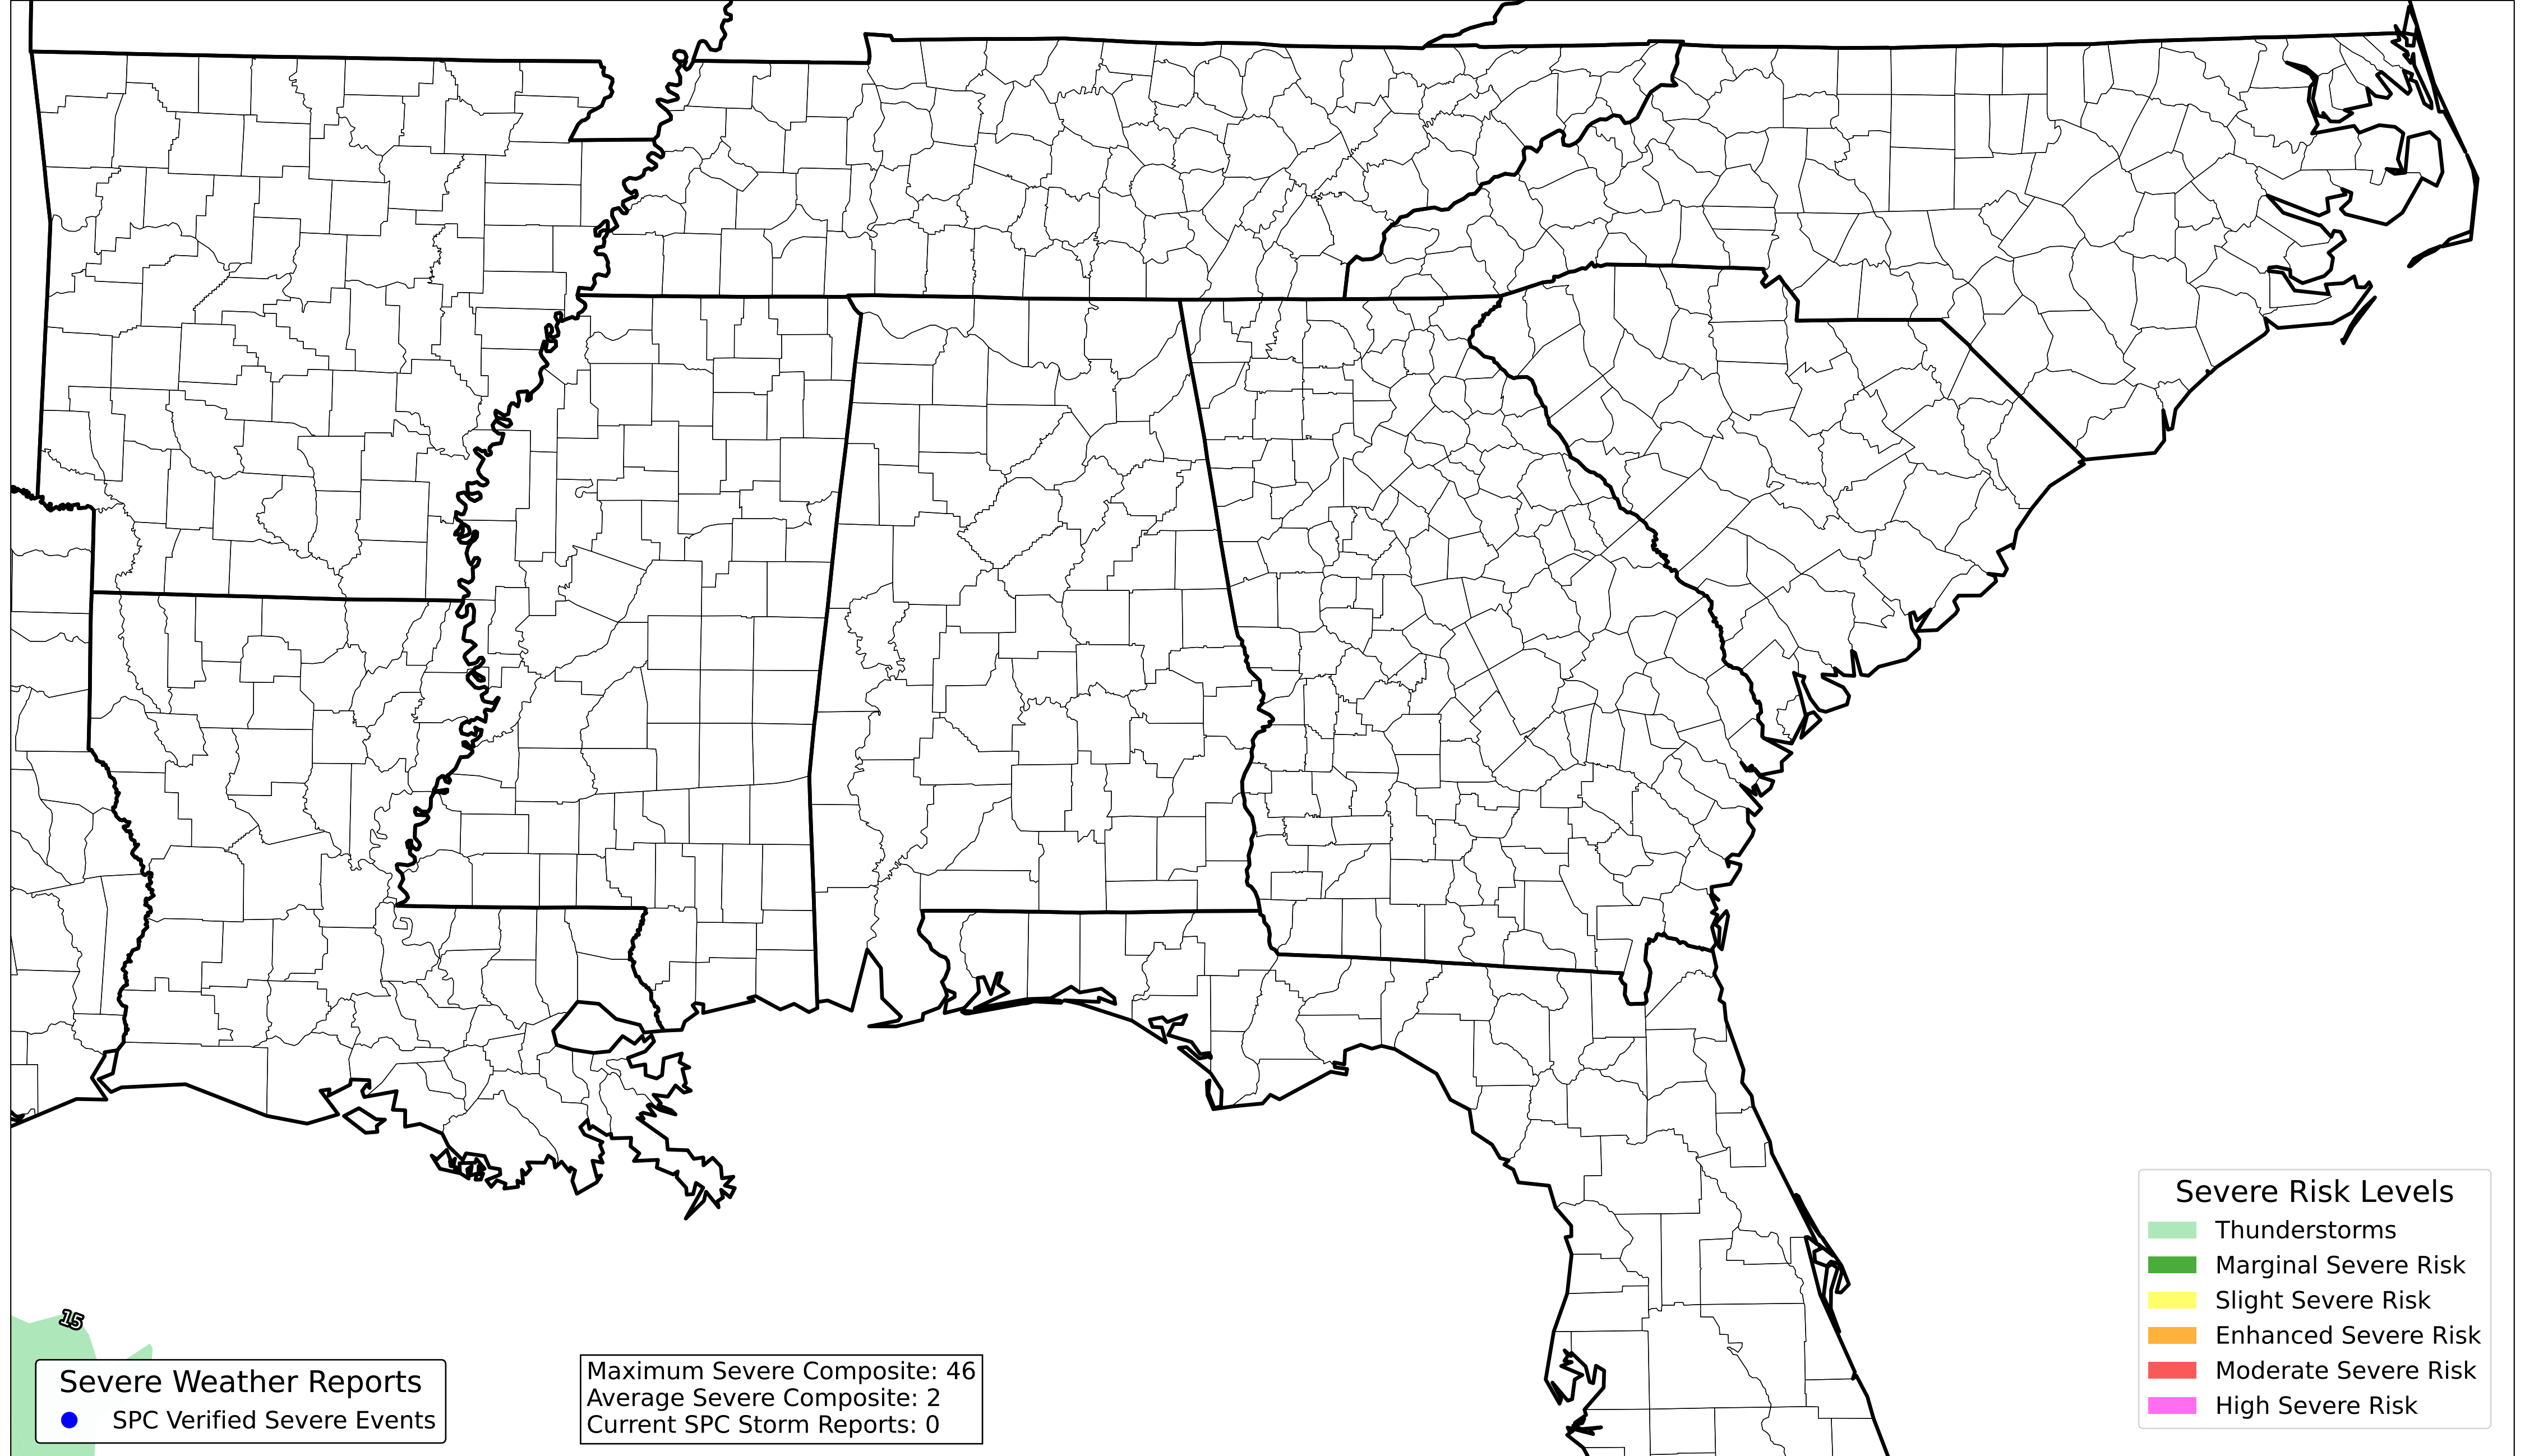 15
Severe Weather Reports
SPC Verified Severe Events
Maximum Severe Composite: 46
Average Severe Composite: 2
Current SPC Storm Reports: 0
Severe Risk Levels
Thunderstorms
Marginal Severe Risk
Slight Severe Risk
Enhanced Severe Risk
Moderate Severe Risk
High Severe Risk